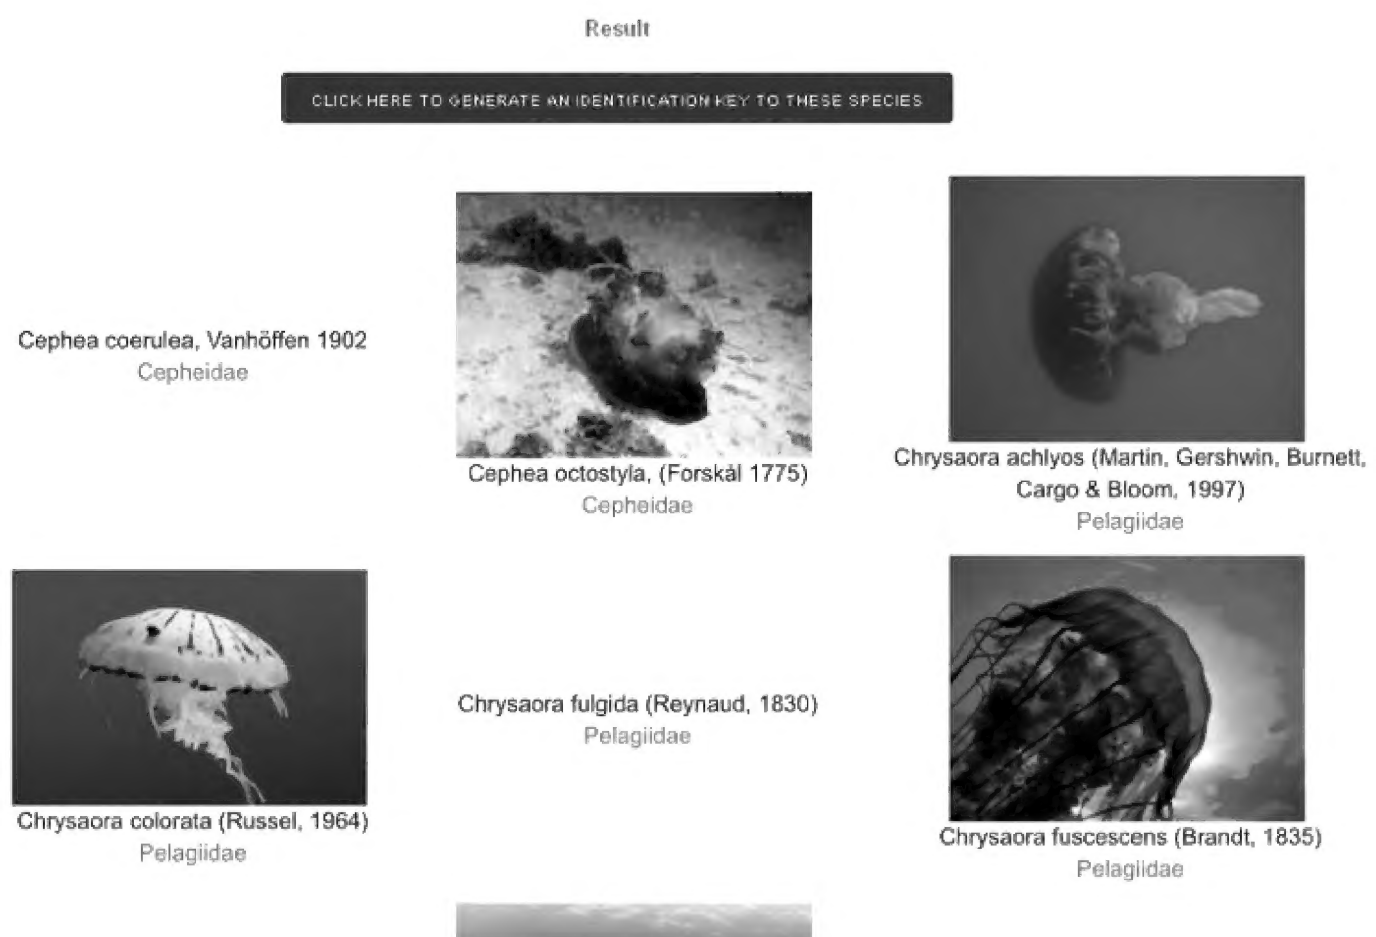 Result
CLICK HERE TO GENERATE AN IDENTIFICATION KEY TO THESE SPECIES
Cephea coerulea, Vanhöffen 1902
Cepheidae
Cephea octostyla, (Forskål 1775)
Cepheidae
Chrysaora achlyos (Martin, Gershwin, Burnett,
Cargo & Bloom, 1997)
Pelagiidae
Chrysaora colorata (Russel, 1964)
Pelagiidae
Chrysaora fulgida (Reynaud, 1830)
Pelagiidae
Chrysaora fuscescens (Brandt, 1835)
Pelagiidae